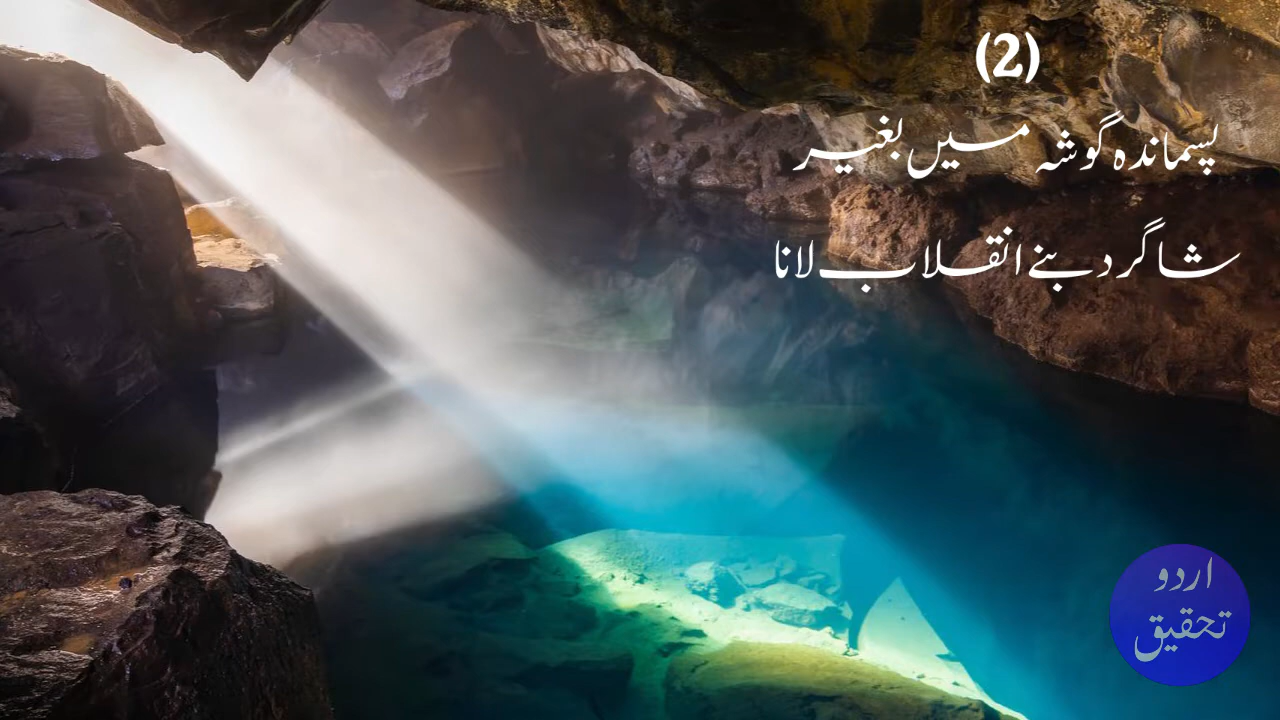 (2)
پسماندہ گوشہ میں بغیر
شاگرد بنے انقلاب لانا
اردو
تحقیق